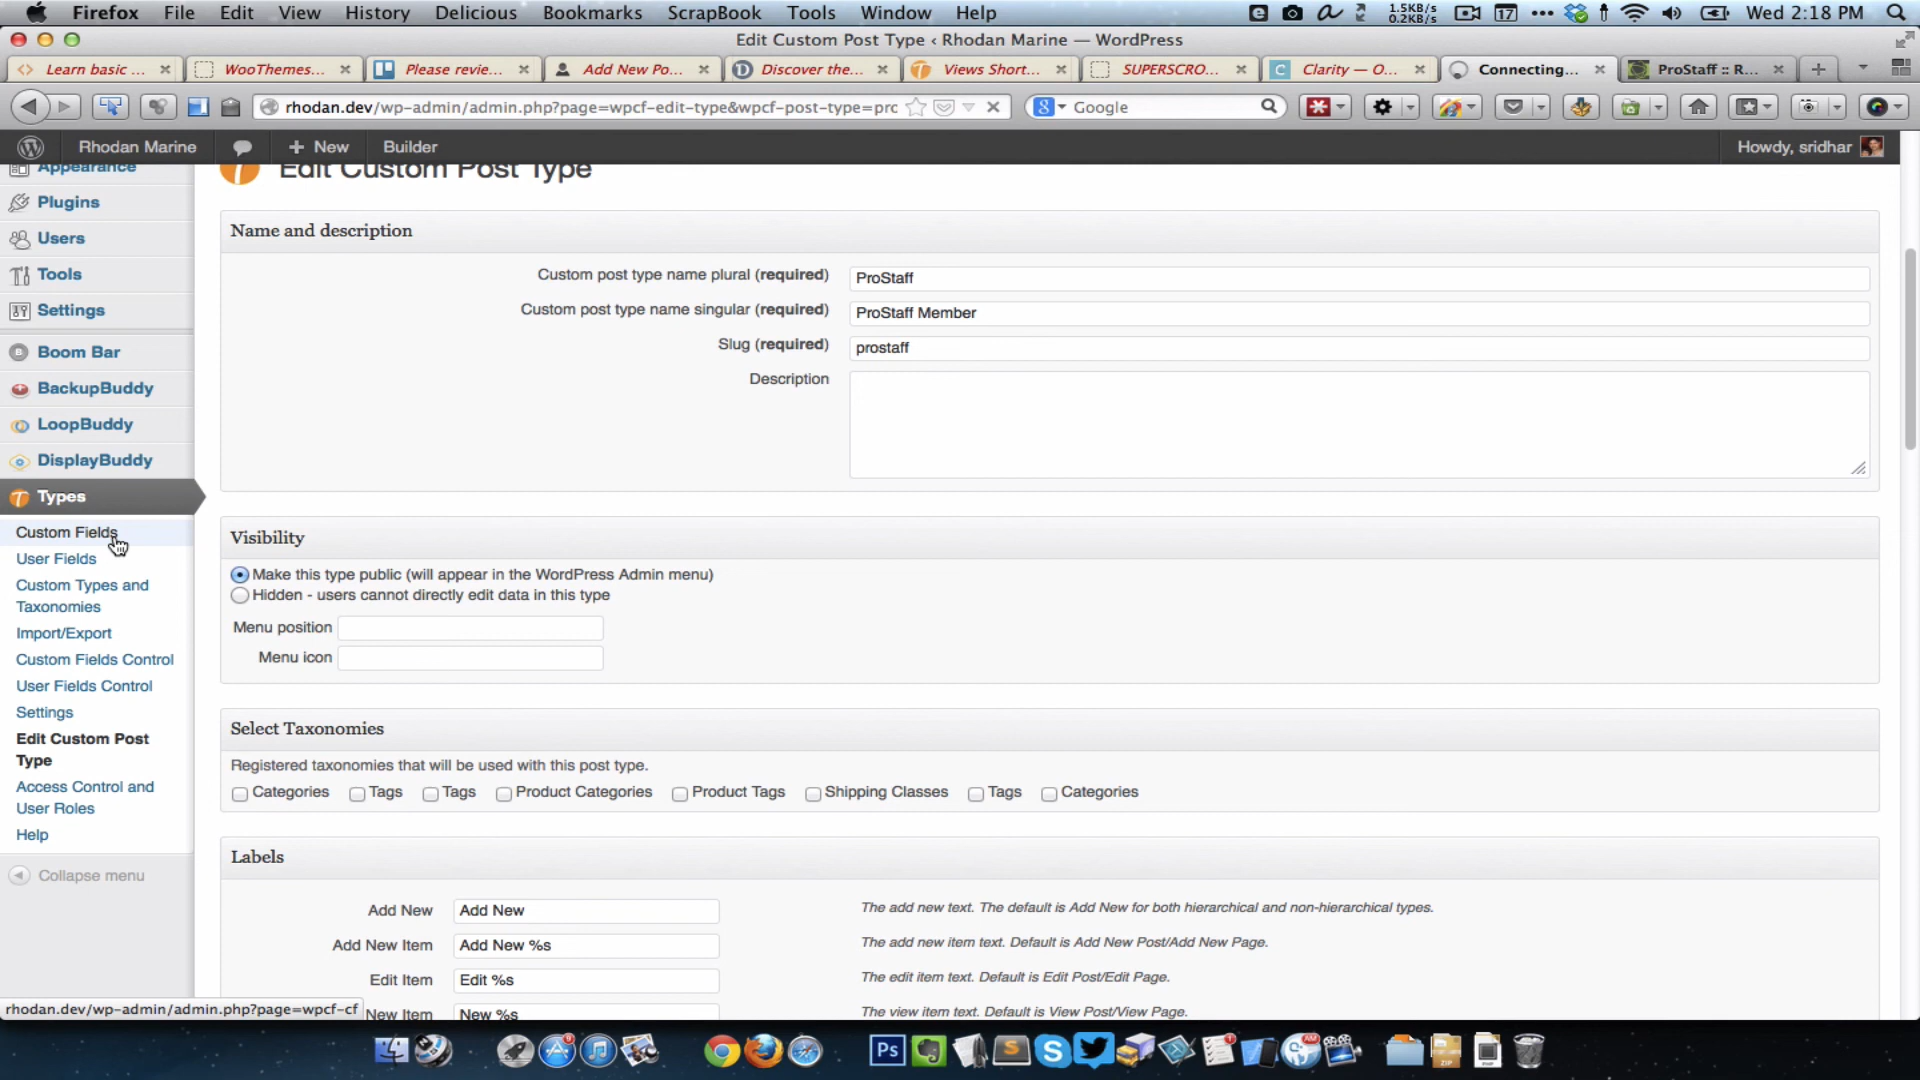 Firefox File Edit View History Delicious Bookmarks ScrapBook Tools Window Help 1.5KB/s 0.2KB/s 17 Wed 2:18 PM
Edit Custom Post Type ‹ Rhodan Marine — WordPress
Learn basic ... WooThemes... Please revie... Add New Po... Discover the... Views Short... SUPERSCRO... Clarity — O... Connecting... ProStaff :: R...
rhodan.dev/wp-admin/admin.php?page=wpcf-edit-type&wpcf-post-type=prc Google
Rhodan Marine + New Builder Howdy, sridhar
Appearance
Plugins
Users
Tools
Settings
Boom Bar
BackupBuddy
LoopBuddy
DisplayBuddy
Types
Custom Fields
User Fields
Custom Types and
Taxonomies
Import/Export
Custom Fields Control
User Fields Control
Settings
Edit Custom Post
Type
Access Control and
User Roles
Help
Collapse menu
rhodan.dev/wp-admin/admin.php?page=wpcf-cf
Edit Custom Post Type
Name and description
Custom post type name plural (required) ProStaff
Custom post type name singular (required) ProStaff Member
Slug (required) prostaff
Description
Visibility
Make this type public (will appear in the WordPress Admin menu)
Hidden - users cannot directly edit data in this type
Menu position
Menu icon
Select Taxonomies
Registered taxonomies that will be used with this post type.
Categories Tags Tags Product Categories Product Tags Shipping Classes Tags Categories
Labels
Add New Add New The add new text. The default is Add New for both hierarchical and non-hierarchical types.
Add New Item Add New %s The add new item text. Default is Add New Post/Add New Page.
Edit Item Edit %s The edit item text. Default is Edit Post/Edit Page.
New Item New %s The view item text. Default is View Post/View Page.
Ps